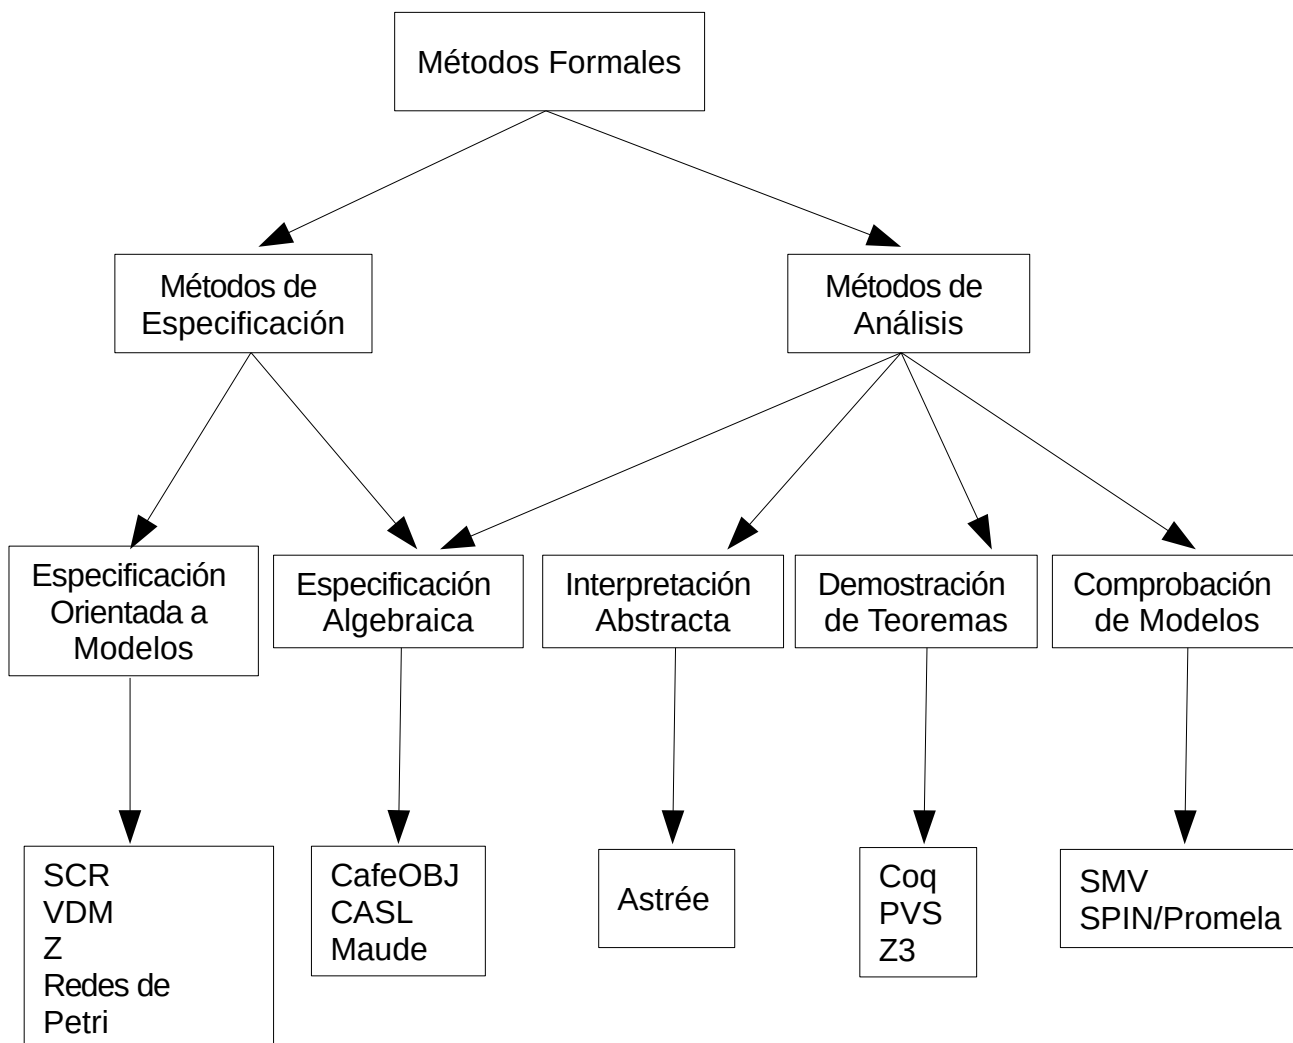 Métodos Formales
Métodos de
Especificación
Métodos de
Análisis
Especificación
Orientada a
Modelos
Especificación
Algebraica
Interpretación
Abstracta
Demostración
de Teoremas
Comprobación
de Modelos
SCR
VDM
Z
Redes de
Petri
CafeOBJ
CASL
Maude
Astrée
Coq
PVS
Z3
SMV
SPIN/Promela